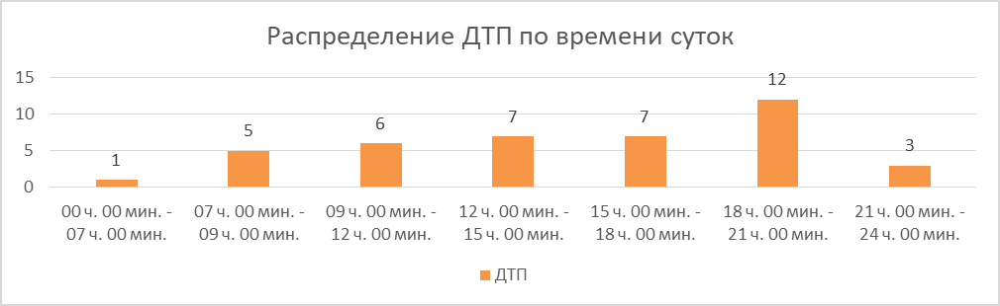 Распределение ДТП по времени суток
15
10
5
0
1
5
6
7
7
12
3
00 ч. 00 мин. -
07 ч. 00 мин.
07 ч. 00 мин. -
09 ч. 00 мин.
09 ч. 00 мин. -
12 ч. 00 мин.
12 ч. 00 мин. -
15 ч. 00 мин.
15 ч. 00 мин. -
18 ч. 00 мин.
18 ч. 00 мин. -
21 ч. 00 мин.
21 ч. 00 мин. -
24 ч. 00 мин.
ДТП